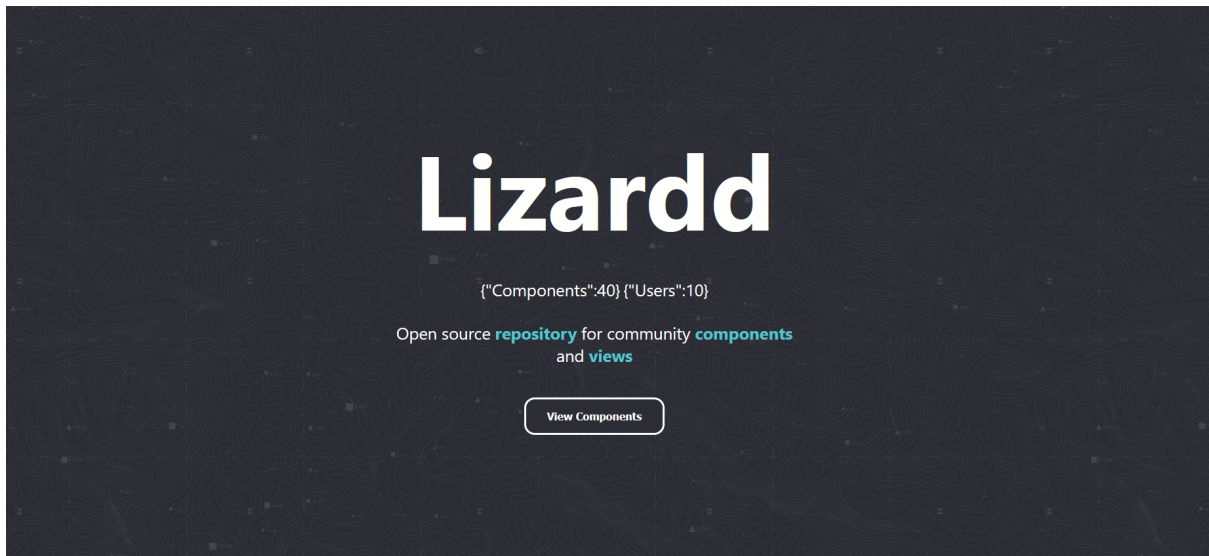 Lizardd
{"Components":40} {"Users":10}
Open source repository for community components
and views
View Components